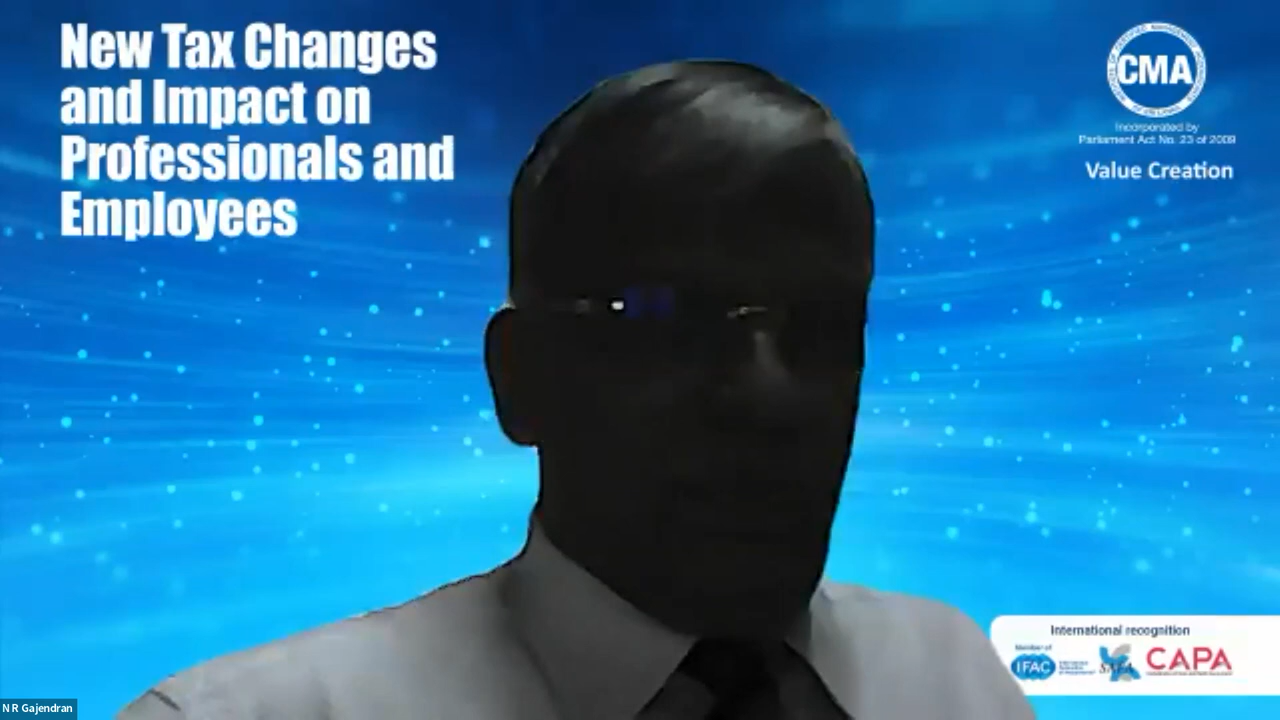 New Tax Changes
and Impact on
Professionals and
Employees
CMA
Incorporated by
Parliament Act No. 23 of 2009
Value Creation
International recognition
Member of
IFAC
CAPA
N R Gajendran